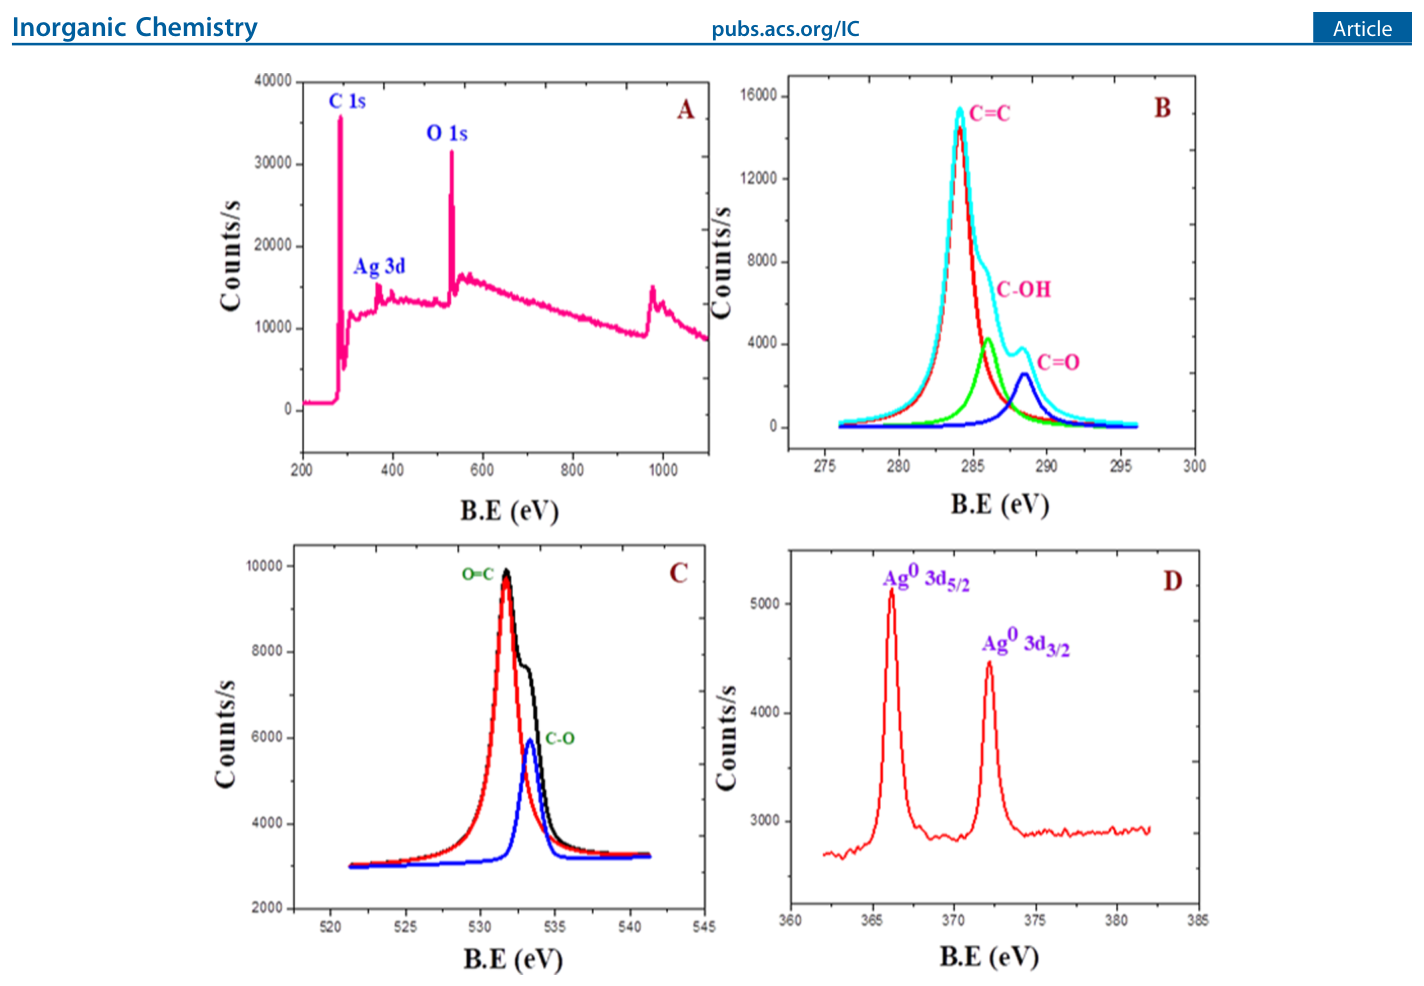 Inorganic Chemistry
pubs.acs.org/IC
Article
A
C 1s
O 1s
Ag 3d
Counts/s
40000
30000
20000
10000
0
200 400 600 800 1000
B.E (eV)
B
C=C
C-OH
C=O
Counts/s
16000
12000
8000
4000
0
275 280 285 290 295 300
B.E (eV)
C
O=C
C-O
Counts/s
10000
8000
6000
4000
2000
520 525 530 535 540 545
B.E (eV)
D
Ag0 3d5/2
Ag0 3d3/2
Counts/s
5000
4000
3000
360 365 370 375 380 385
B.E (eV)